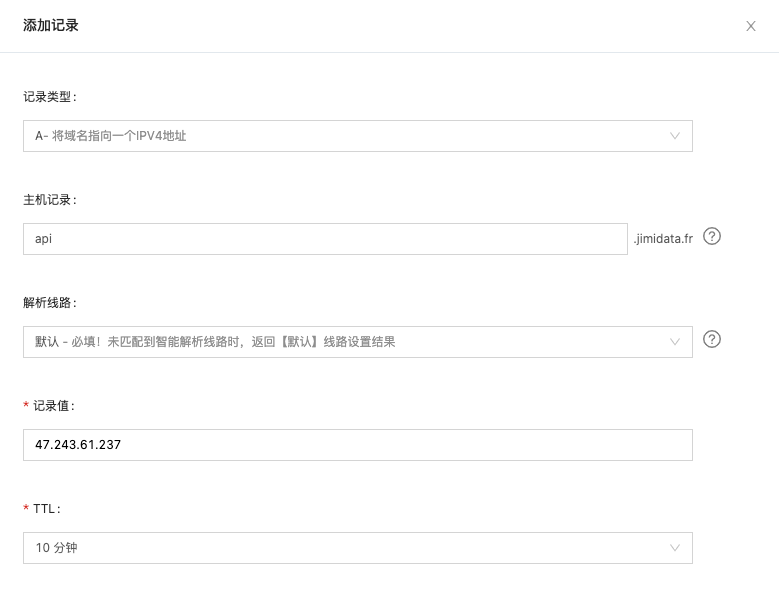 添加记录
记录类型：
A- 将域名指向一个IPV4地址
主机记录：
api
.jimidata.fr
解析线路：
默认 - 必填！未匹配到智能解析线路时，返回【默认】线路设置结果
* 记录值：
47.243.61.237
* TTL：
10 分钟